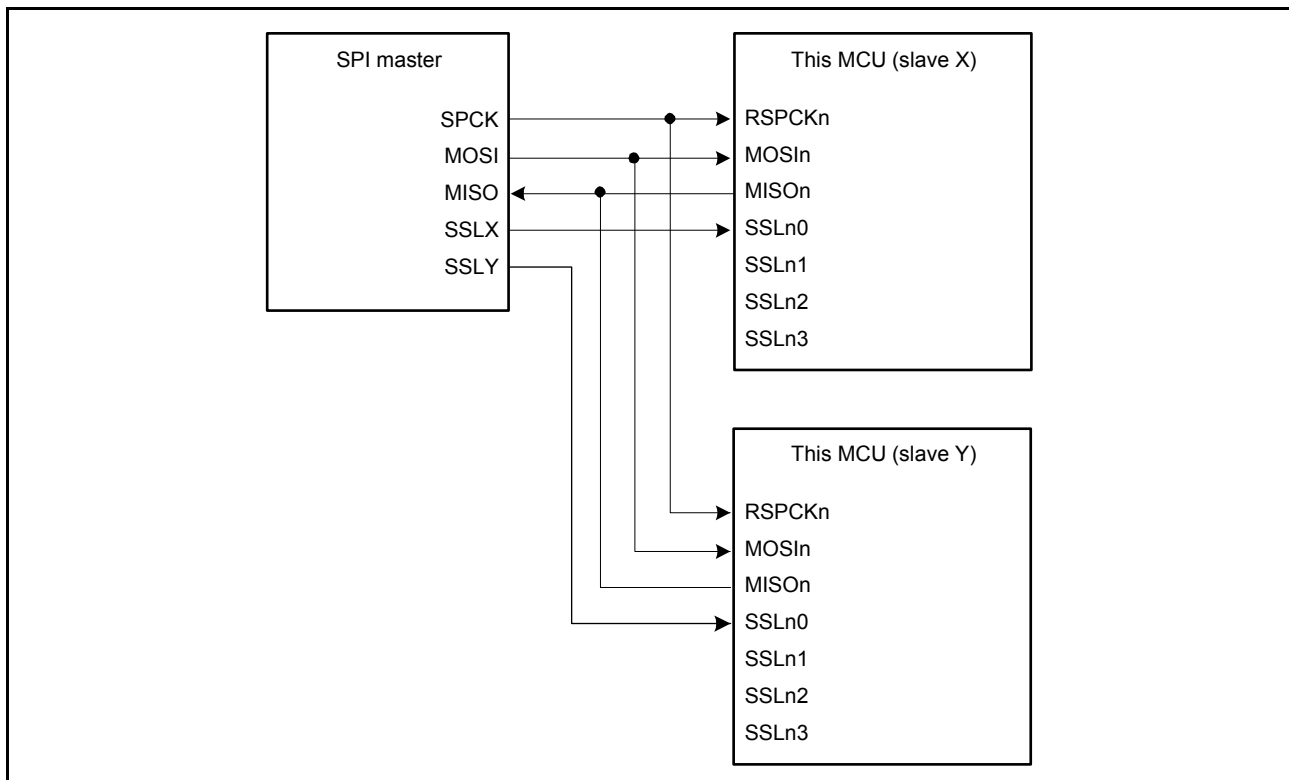 SPI master
SPCK
MOSI
MISO
SSLX
SSLY
This MCU (slave X)
RSPCKn
MOSIn
MISOn
SSLn0
SSLn1
SSLn2
SSLn3
This MCU (slave Y)
RSPCKn
MOSIn
MISOn
SSLn0
SSLn1
SSLn2
SSLn3